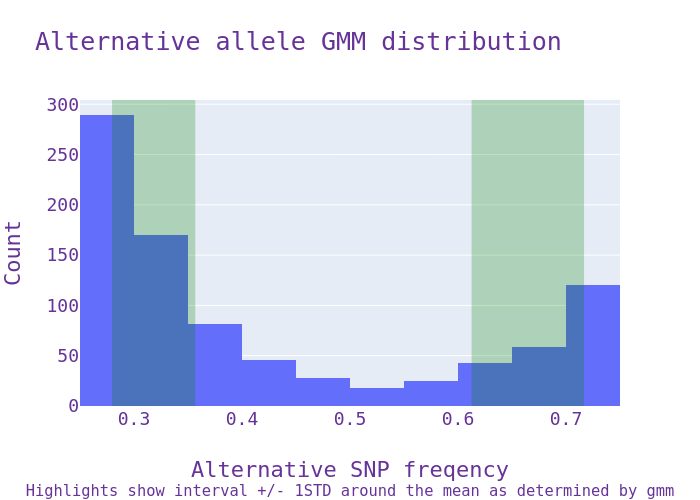 Alternative allele GMM distribution
300
250
200
150
100
50
0
Count
0.3 0.4 0.5 0.6 0.7
Alternative SNP freqency
Highlights show interval +/- 1STD around the mean as determined by gmm